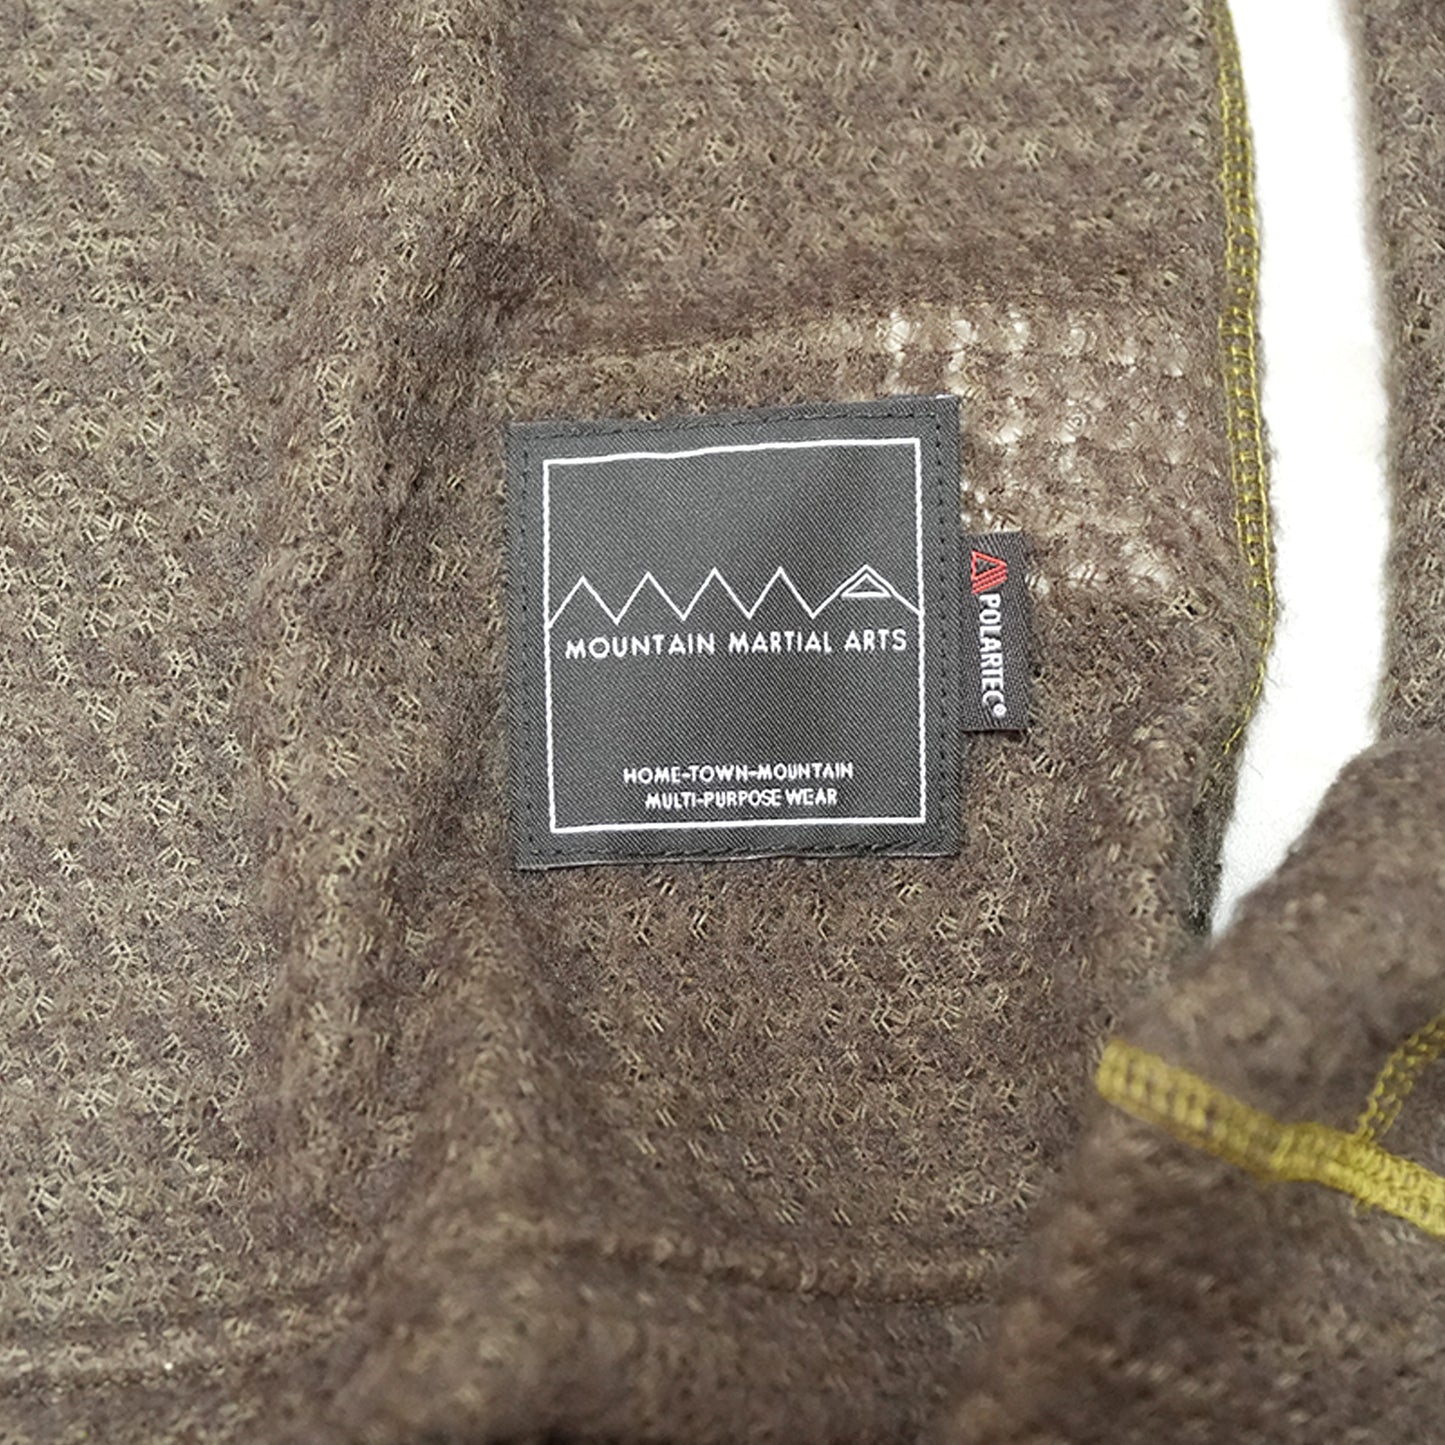 MOUNTAIN MARTIAL ARTS
HOME-TOWN-MOUNTAIN
MULTI-PURPOSE WEAR
POLARTEC®